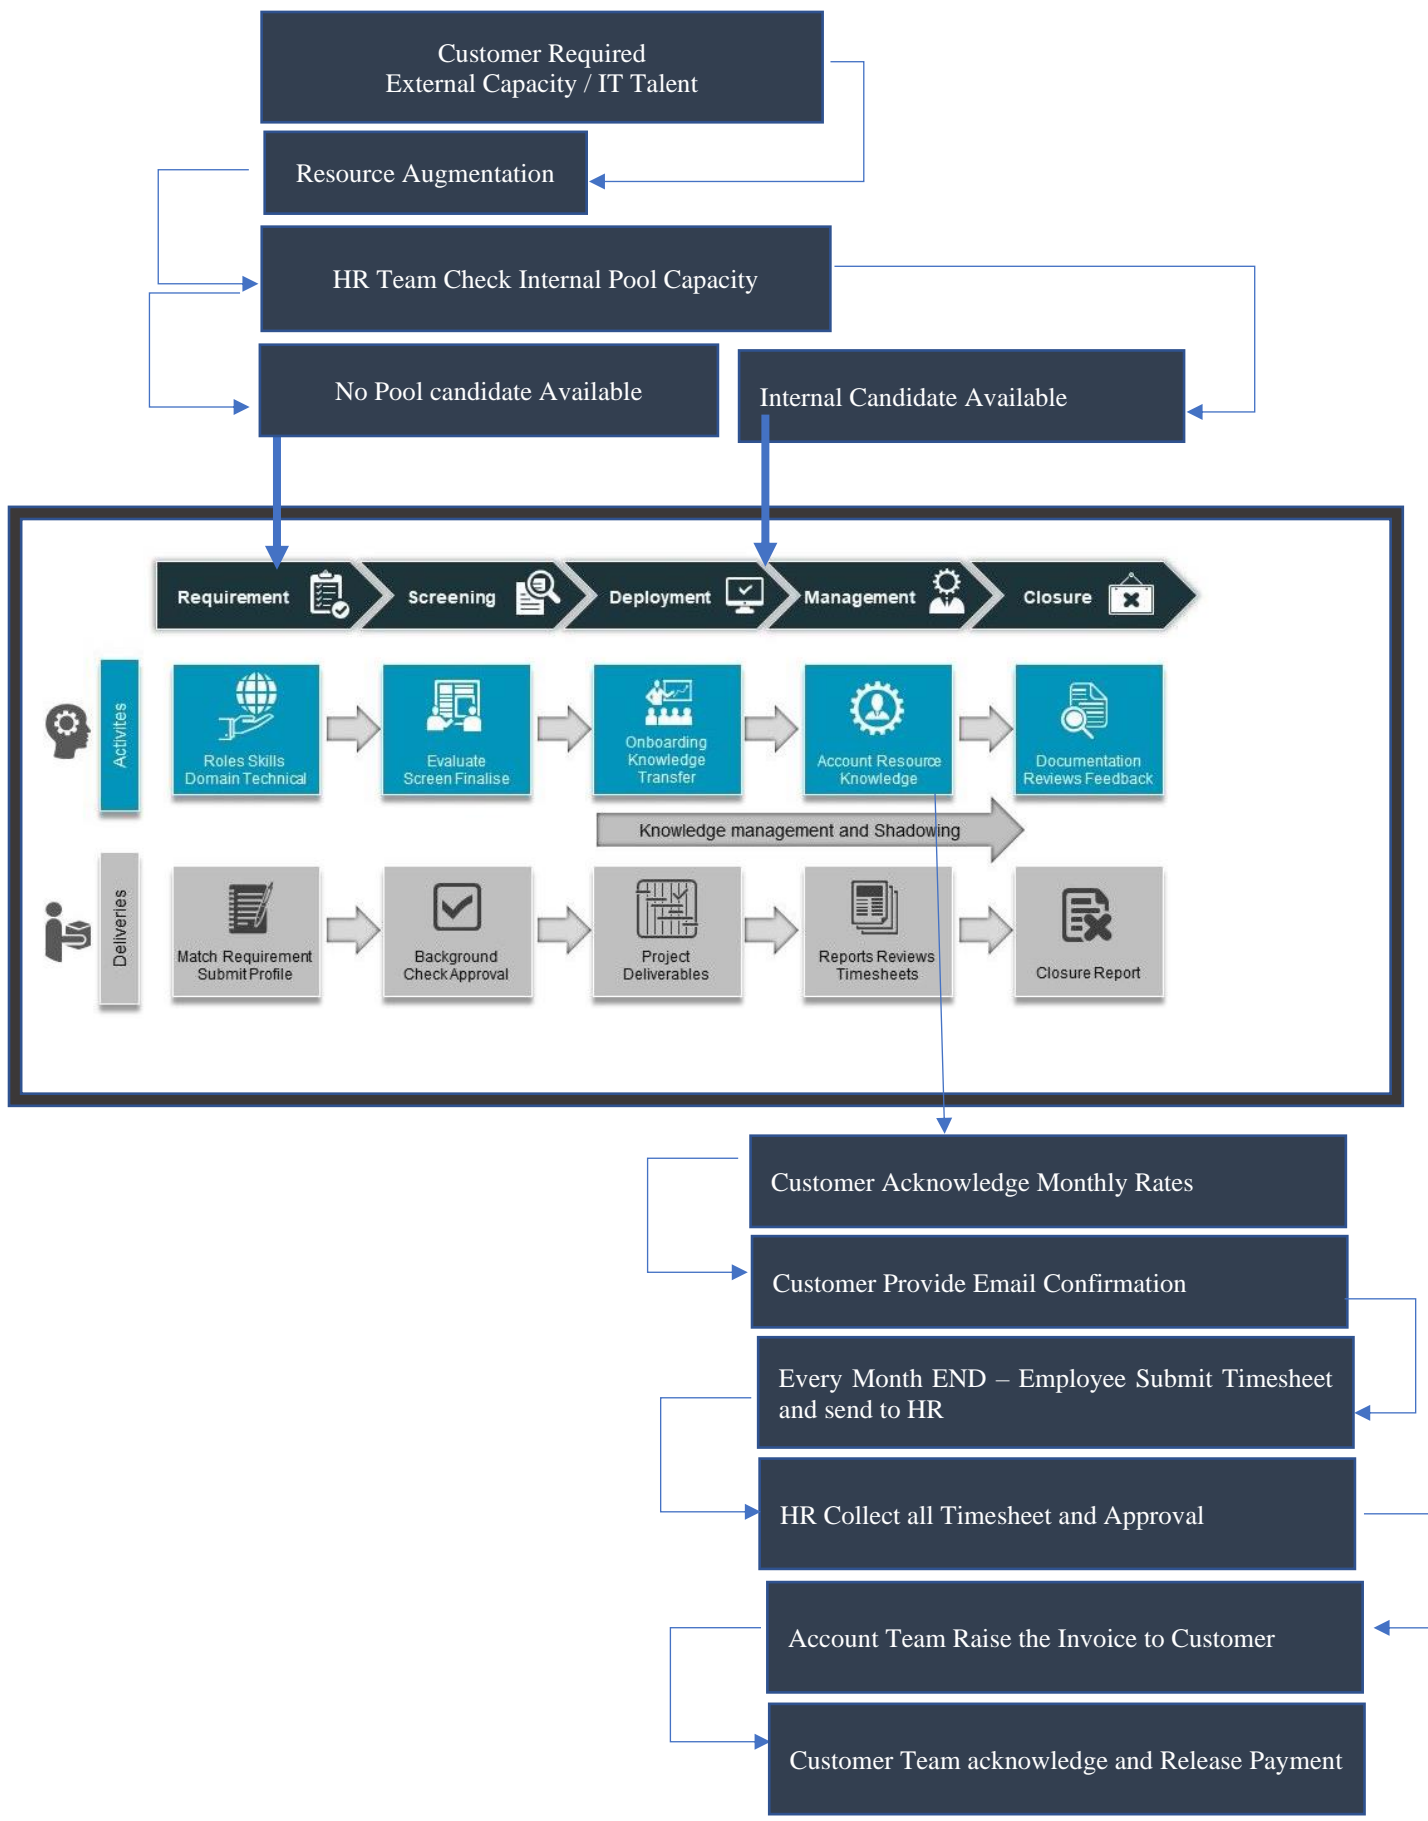 Customer Required
External Capacity / IT Talent
Resource Augmentation
HR Team Check Internal Pool Capacity
No Pool candidate Available
Internal Candidate Available
Requirement
Screening
Deployment
Management
Closure
Activites
Roles Skills
Domain Technical
Evaluate
Screen Finalise
Onboarding
Knowledge
Transfer
Account Resource
Knowledge
Documentation
Reviews Feedback
Knowledge management and Shadowing
Deliveries
Match Requirement
Submit Profile
Background
Check Approval
Project
Deliverables
Reports Reviews
Timesheets
Closure Report
Customer Acknowledge Monthly Rates
Customer Provide Email Confirmation
Every Month END – Employee Submit Timesheet
and send to HR
HR Collect all Timesheet and Approval
Account Team Raise the Invoice to Customer
Customer Team acknowledge and Release Payment